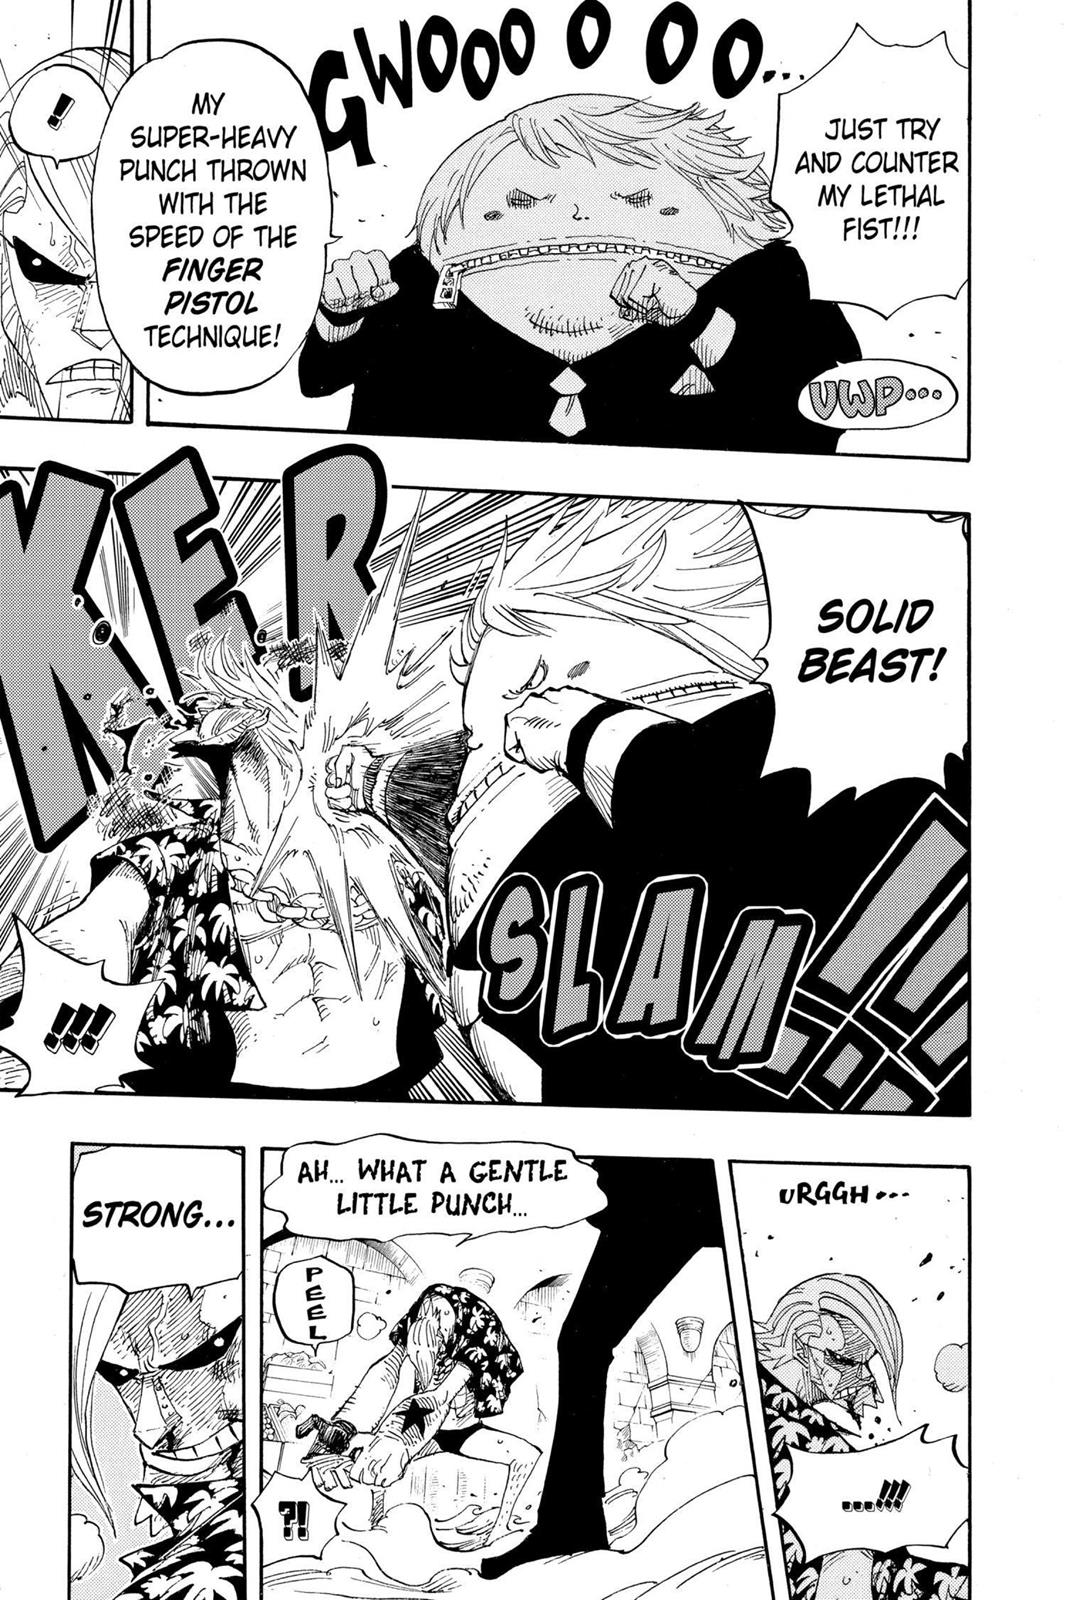 JUST TRY
AND COUNTER
MY LETHAL
FIST!!!
UWP...
GWOOO O O O...
MY
SUPER-HEAVY
PUNCH THROWN
WITH THE
SPEED OF THE
FINGER
PISTOL
TECHNIQUE!
!
SOLID
BEAST!
KER
SLAM!!!
!!!!
URGGH...
....!!!
AH... WHAT A GENTLE
LITTLE PUNCH...
PEEL
?!
STRONG...